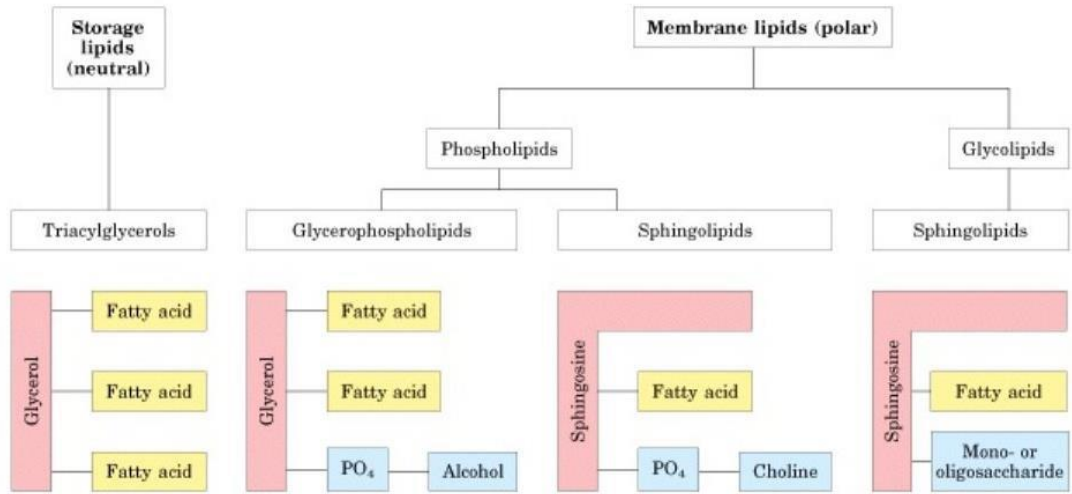 Storage
lipids
(neutral)
Membrane lipids (polar)
Phospholipids
Glycolipids
Triacylglycerols
Glycerophospholipids
Sphingolipids
Sphingolipids
Glycerol
Fatty acid
Fatty acid
Fatty acid
Glycerol
Fatty acid
Fatty acid
PO₄
Alcohol
Sphingosine
Fatty acid
PO₄
Choline
Sphingosine
Fatty acid
Mono- or
oligosaccharide